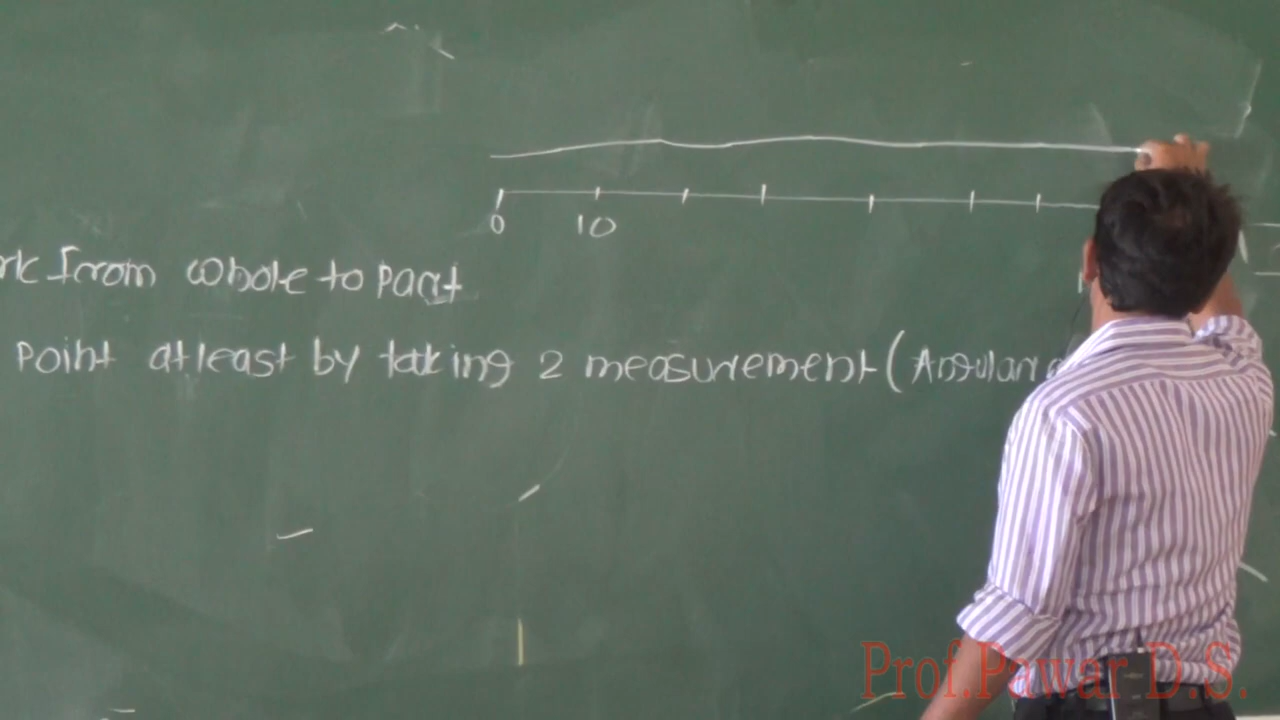 0 10
rk from whole to part
Point atleast by taking 2 measurement (Angular
Prof.Pawar D.S.